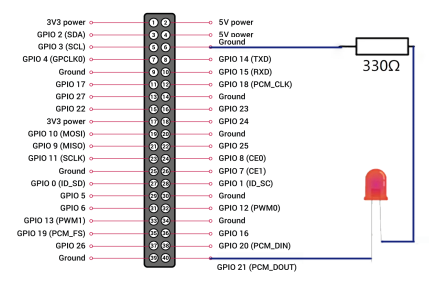 3V3 power 1 2 5V power
GPIO 2 (SDA) 3 4 5V power
GPIO 3 (SCL) 5 6 Ground
GPIO 4 (GPCLK0) 7 8 GPIO 14 (TXD)
Ground 9 10 GPIO 15 (RXD)
GPIO 17 11 12 GPIO 18 (PCM_CLK)
GPIO 27 13 14 Ground
GPIO 22 15 16 GPIO 23
3V3 power 17 18 GPIO 24
GPIO 10 (MOSI) 19 20 Ground
GPIO 9 (MISO) 21 22 GPIO 25
GPIO 11 (SCLK) 23 24 GPIO 8 (CE0)
Ground 25 26 GPIO 7 (CE1)
GPIO 0 (ID_SD) 27 28 GPIO 1 (ID_SC)
GPIO 5 29 30 Ground
GPIO 6 31 32 GPIO 12 (PWM0)
GPIO 13 (PWM1) 33 34 Ground
GPIO 19 (PCM_FS) 35 36 GPIO 16
GPIO 26 37 38 GPIO 20 (PCM_DIN)
Ground 39 40 GPIO 21 (PCM_DOUT)
330Ω